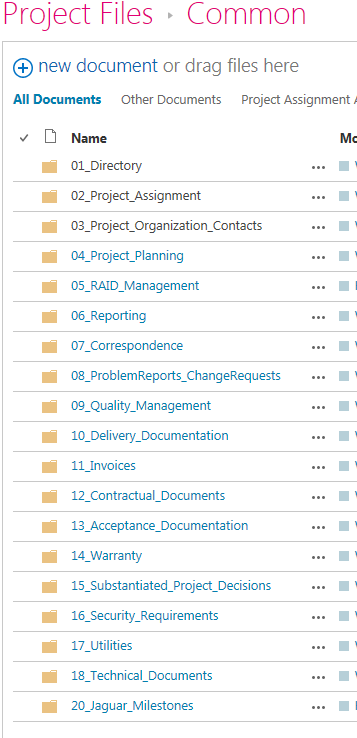 Project Files ▸ Common
new document or drag files here
All Documents Other Documents Project Assignment A
Name Mo
01_Directory ...
02_Project_Assignment ...
03_Project_Organization_Contacts ...
04_Project_Planning ...
05_RAID_Management ...
06_Reporting ...
07_Correspondence ...
08_ProblemReports_ChangeRequests ...
09_Quality_Management ...
10_Delivery_Documentation ...
11_Invoices ...
12_Contractual_Documents ...
13_Acceptance_Documentation ...
14_Warranty ...
15_Substantiated_Project_Decisions ...
16_Security_Requirements ...
17_Utilities ...
18_Technical_Documents ...
20_Jaguar_Milestones ...